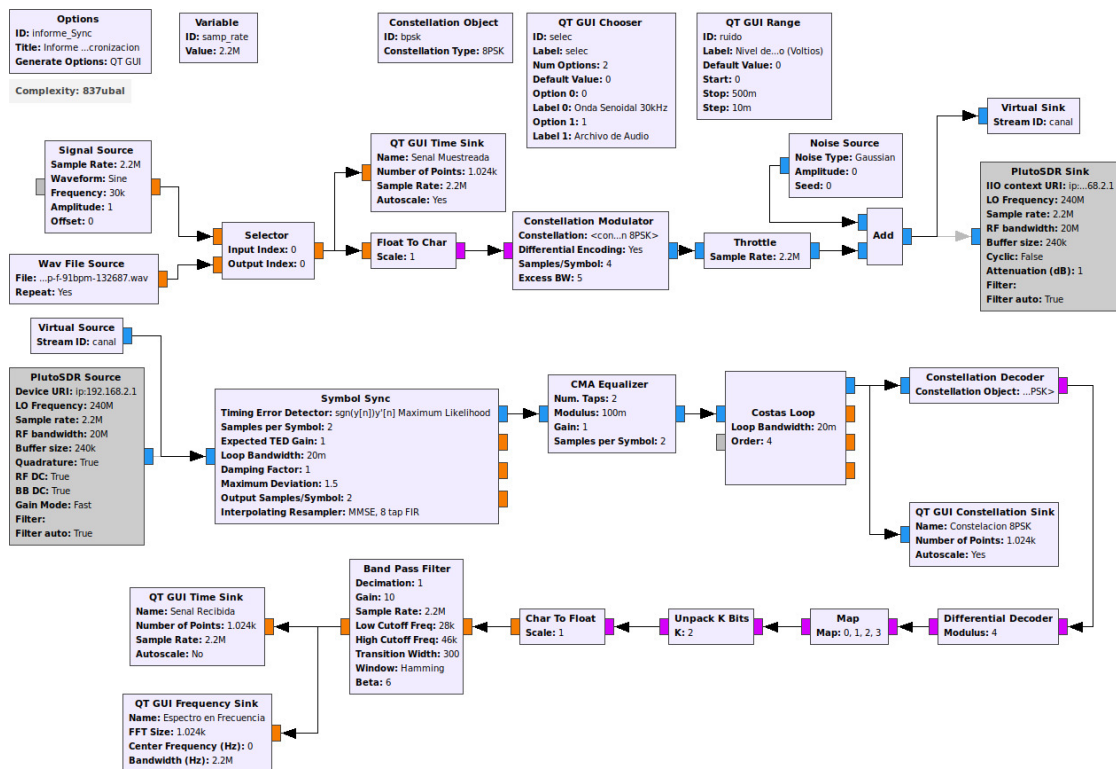 Options
ID: informe_Sync
Title: Informe ...cronizacion
Generate Options: QT GUI
Complexity: 837ubal
Variable
ID: samp_rate
Value: 2.2M
Constellation Object
ID: bpsk
Constellation Type: 8PSK
QT GUI Chooser
ID: selec
Label: selec
Num Options: 2
Default Value: 0
Option 0: 0
Label 0: Onda Senoidal 30kHz
Option 1: 1
Label 1: Archivo de Audio
QT GUI Range
ID: ruido
Label: Nivel de...o (Voltios)
Default Value: 0
Start: 0
Stop: 500m
Step: 10m
Signal Source
Sample Rate: 2.2M
Waveform: Sine
Frequency: 30k
Amplitude: 1
Offset: 0
Wav File Source
File: ...p-f-91bpm-132687.wav
Repeat: Yes
Selector
Input Index: 0
Output Index: 0
QT GUI Time Sink
Name: Senal Muestreada
Number of Points: 1.024k
Sample Rate: 2.2M
Autoscale: Yes
Float To Char
Scale: 1
Constellation Modulator
Constellation: <con...n 8PSK>
Differential Encoding: Yes
Samples/Symbol: 4
Excess BW: 5
Throttle
Sample Rate: 2.2M
Noise Source
Noise Type: Gaussian
Amplitude: 0
Seed: 0
Add
Virtual Sink
Stream ID: canal
PlutoSDR Sink
IIO context URI: ip:...68.2.1
LO Frequency: 240M
Sample rate: 2.2M
RF bandwidth: 20M
Buffer size: 240k
Cyclic: False
Attenuation (dB): 1
Filter:
Filter auto: True
Virtual Source
Stream ID: canal
PlutoSDR Source
Device URI: ip:192.168.2.1
LO Frequency: 240M
Sample rate: 2.2M
RF bandwidth: 20M
Buffer size: 240k
Quadrature: True
RF DC: True
BB DC: True
Gain Mode: Fast
Filter:
Filter auto: True
Symbol Sync
Timing Error Detector: sgn(y[n])y'[n] Maximum Likelihood
Samples per Symbol: 2
Expected TED Gain: 1
Loop Bandwidth: 20m
Damping Factor: 1
Maximum Deviation: 1.5
Output Samples/Symbol: 2
Interpolating Resampler: MMSE, 8 tap FIR
CMA Equalizer
Num. Taps: 2
Modulus: 100m
Gain: 1
Samples per Symbol: 2
Costas Loop
Loop Bandwidth: 20m
Order: 4
Constellation Decoder
Constellation Object: ...PSK>
QT GUI Constellation Sink
Name: Constelacion 8PSK
Number of Points: 1.024k
Autoscale: Yes
Differential Decoder
Modulus: 4
Map
Map: 0, 1, 2, 3
Unpack K Bits
K: 2
Char To Float
Scale: 1
Band Pass Filter
Decimation: 1
Gain: 10
Sample Rate: 2.2M
Low Cutoff Freq: 28k
High Cutoff Freq: 46k
Transition Width: 300
Window: Hamming
Beta: 6
QT GUI Time Sink
Name: Senal Recibida
Number of Points: 1.024k
Sample Rate: 2.2M
Autoscale: No
QT GUI Frequency Sink
Name: Espectro en Frecuencia
FFT Size: 1.024k
Center Frequency (Hz): 0
Bandwidth (Hz): 2.2M